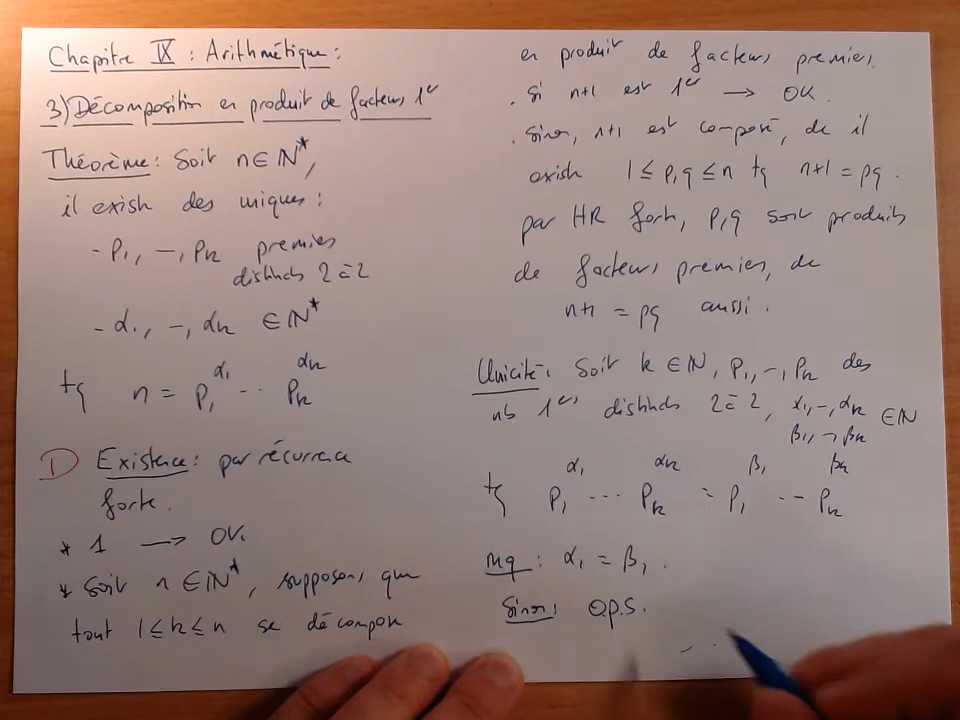 Chapitre IX : Arithmétique :
3) Décomposition en produit de facteurs 1er
Théorème : Soit n ∈ ℕ*,
il existe des uniques :
- p₁, –, pₖ premiers
distincts 2 à 2
- α₁, –, αₖ ∈ ℕ*
tq n = p₁^α₁ ... pₖ^αₖ
D Existence : par récurrence
forte.
* 1 → OK.
* Soit n ∈ ℕ*, supposons que
tout 1 ≤ k ≤ n se décompose
en produit de facteurs premiers.
. Si n+1 est 1er → OK.
. Sinon, n+1 est composé, dc il
existe 1 ≤ p,q ≤ n tq n+1 = pq.
par HR forte, p,q sont produits
de facteurs premiers, dc
n+1 = pq aussi.
Unicité : Soit k ∈ ℕ, p₁, –, pₖ des
nb 1ers distincts 2 à 2, α₁, –, αₖ ∈ ℕ
β₁, –, βₖ
tq p₁^α₁ ... pₖ^αₖ = p₁^β₁ ... pₖ^βₖ
mq : α₁ = β₁.
Sinon : O.p.S.